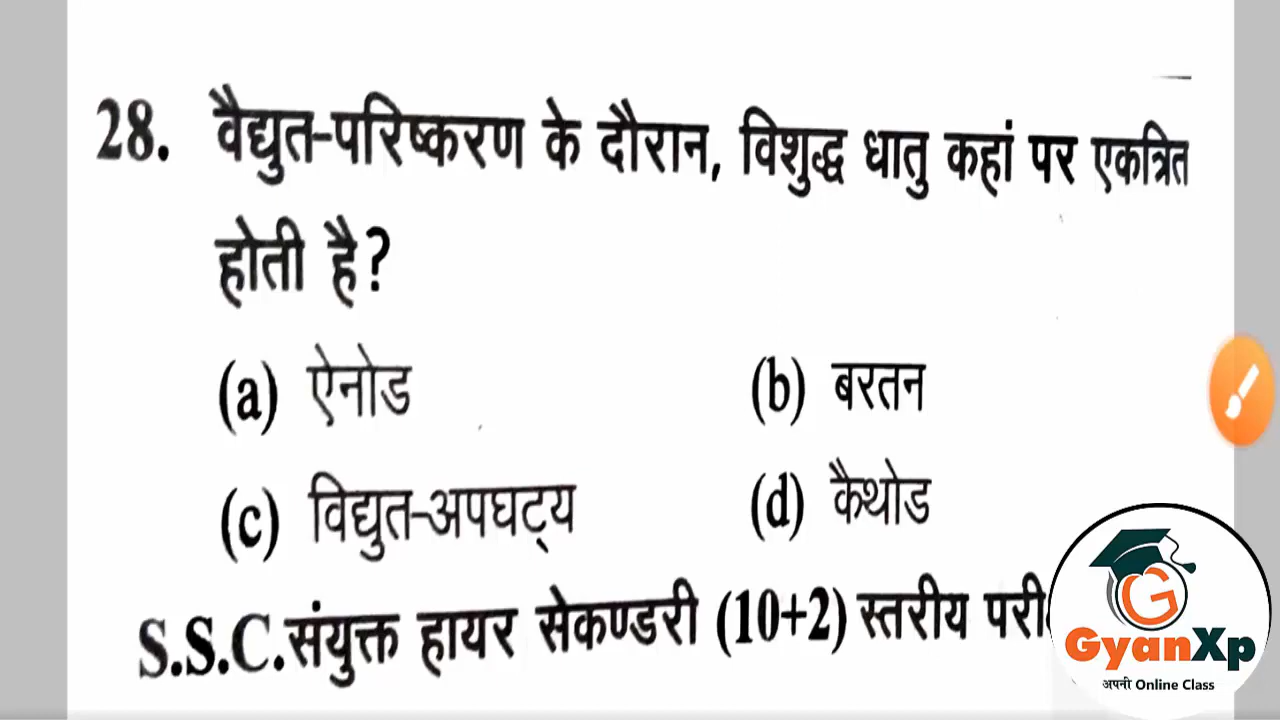 28. वैद्युत-परिष्करण के दौरान, विशुद्ध धातु कहां पर एकत्रित
होती है?
(a) ऐनोड (b) बरतन
(c) विद्युत-अपघट्य (d) कैथोड
S.S.C.संयुक्त हायर सेकण्डरी (10+2) स्तरीय
G
GyanXp
अपनी Online Class